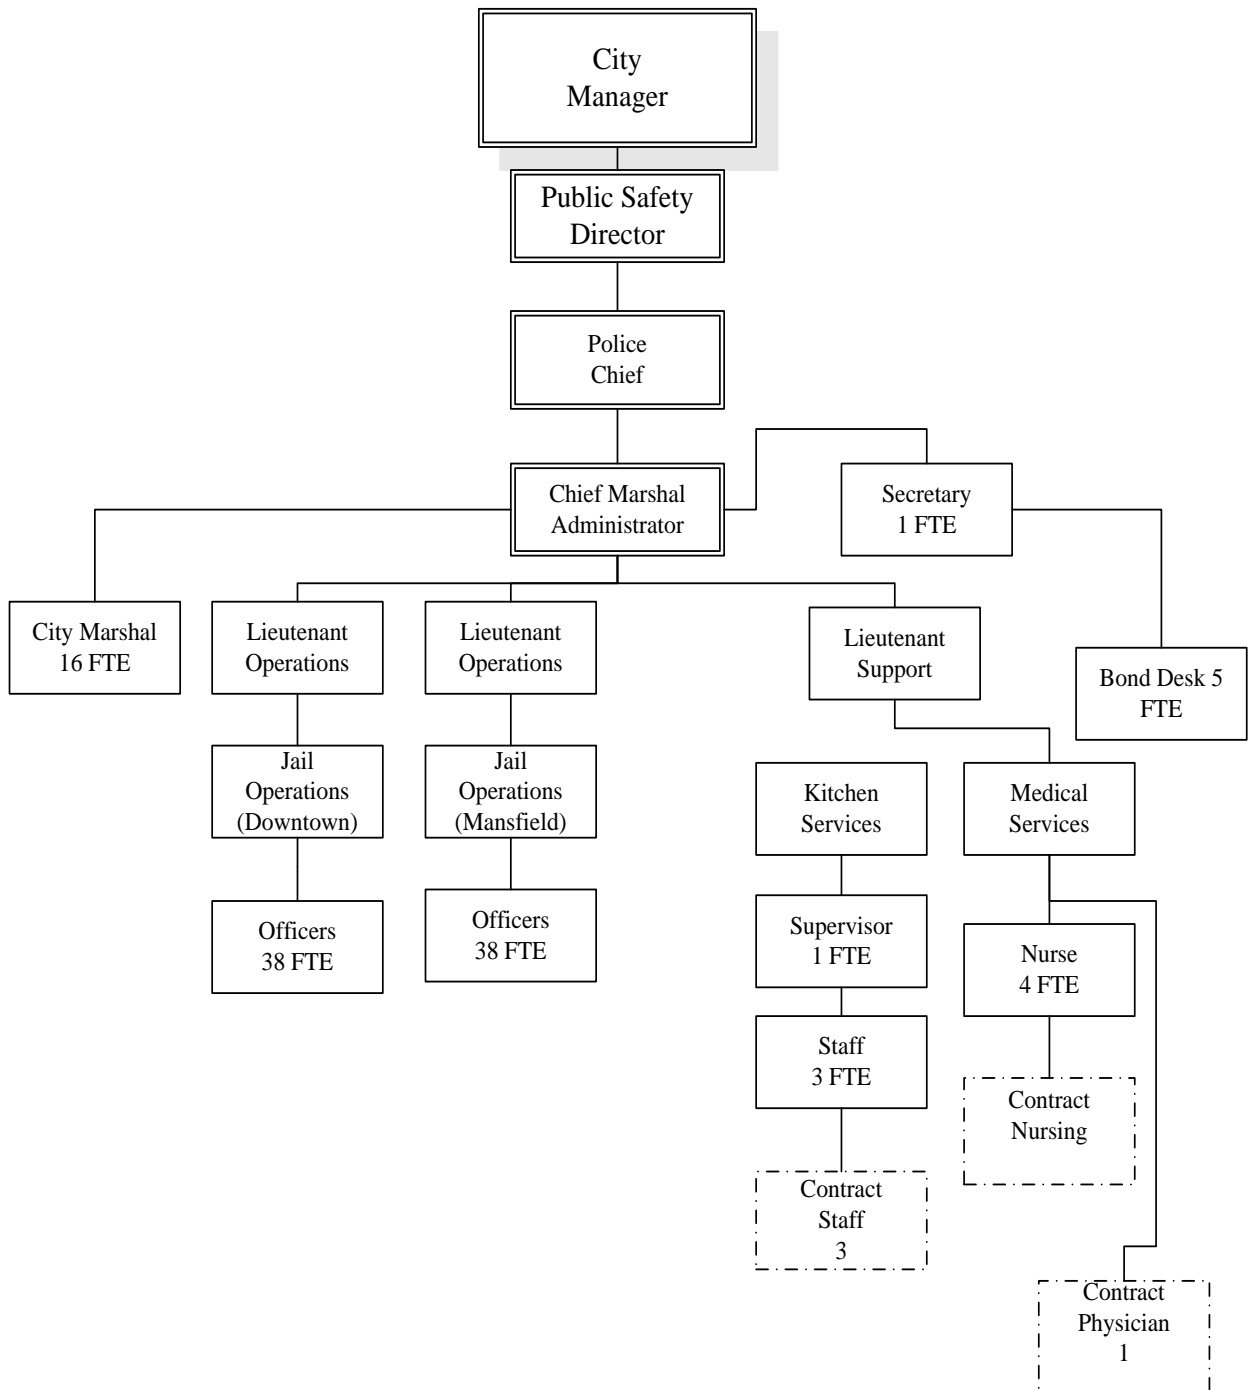 City
Manager
Public Safety
Director
Police
Chief
Chief Marshal
Administrator
Secretary
1 FTE
City Marshal
16 FTE
Lieutenant
Operations
Lieutenant
Operations
Lieutenant
Support
Bond Desk 5
FTE
Jail
Operations
(Downtown)
Jail
Operations
(Mansfield)
Kitchen
Services
Medical
Services
Officers
38 FTE
Officers
38 FTE
Supervisor
1 FTE
Nurse
4 FTE
Staff
3 FTE
Contract
Nursing
Contract
Staff
3
Contract
Physician
1